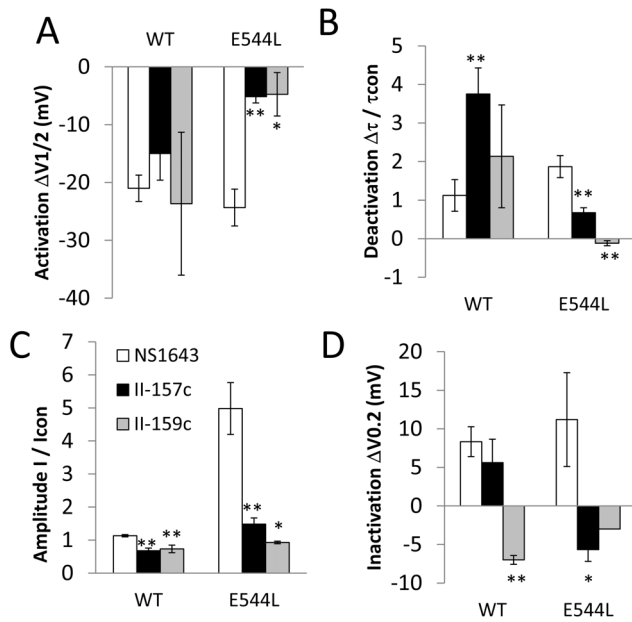 A
WT E544L
Activation ΔV1/2 (mV)
0
-10
-20
-30
-40
**
*
B
Deactivation Δτ / τcon
5
4
3
2
1
0
-1
**
**
**
WT E544L
C
Amplitude I / Icon
7
6
5
4
3
2
1
0
NS1643
II-157c
II-159c
**
**
**
*
WT E544L
D
Inactivation ΔV0.2 (mV)
20
15
10
5
0
-5
-10
**
*
WT E544L